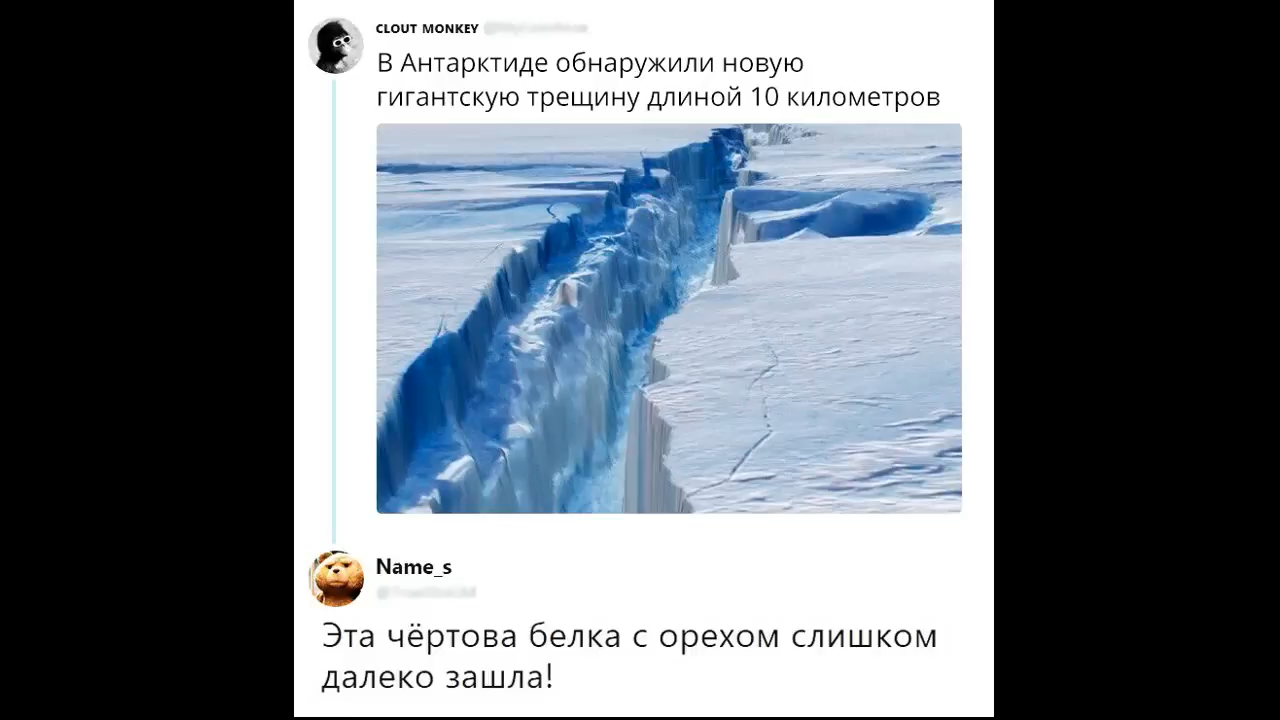 CLOUT MONKEY
В Антарктиде обнаружили новую
гигантскую трещину длиной 10 километров
Name_s
Эта чёртова белка с орехом слишком
далеко зашла!